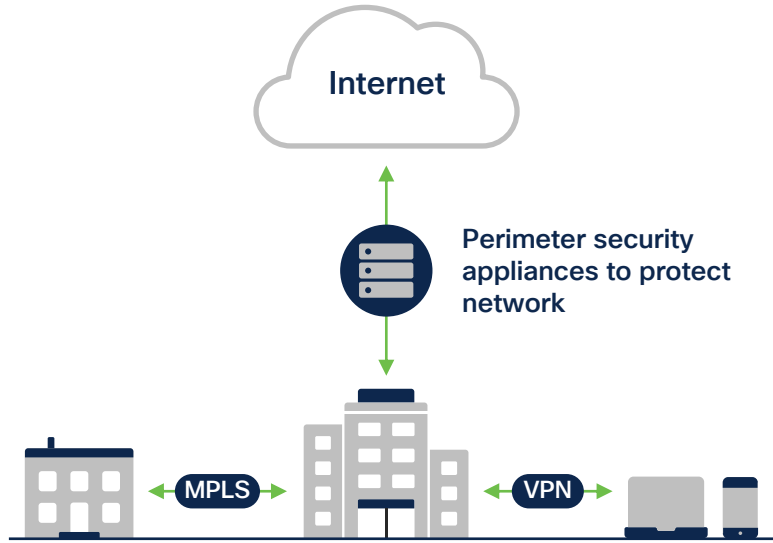 Internet
Perimeter security
appliances to protect
network
MPLS
VPN